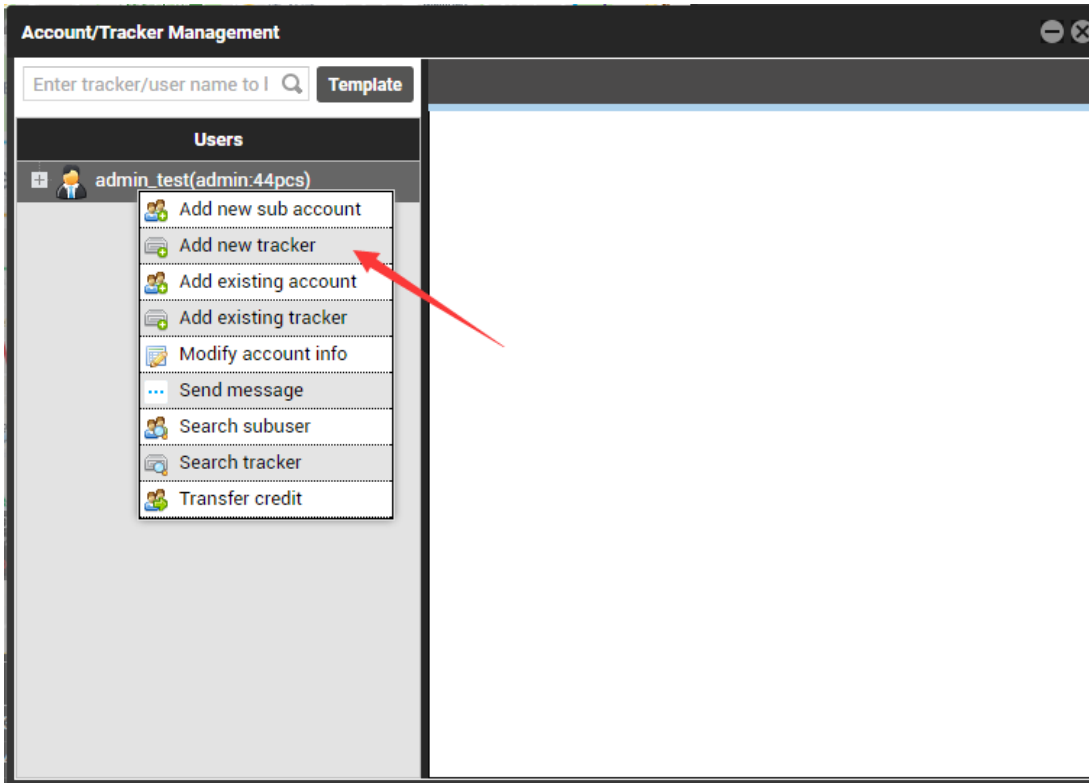 Account/Tracker Management
Enter tracker/user name to l
Template
Users
admin_test(admin:44pcs)
Add new sub account
Add new tracker
Add existing account
Add existing tracker
Modify account info
Send message
Search subuser
Search tracker
Transfer credit